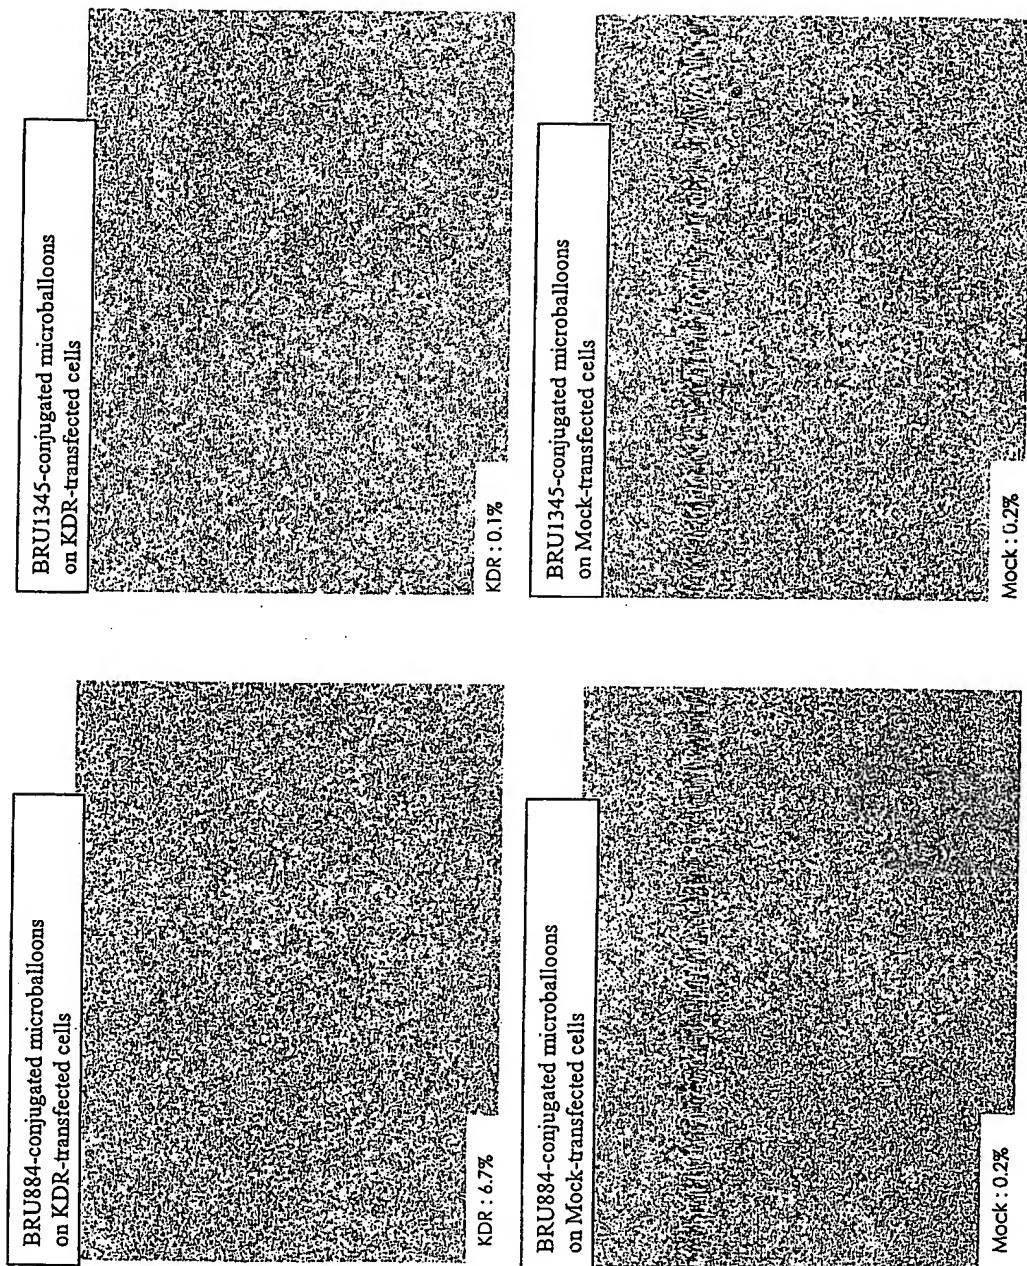 BRU884-conjugated microballoons
on KDR-transfected cells
KDR : 6.7%
BRU884-conjugated microballoons
on Mock-transfected cells
Mock : 0.2%
BRU1345-conjugated microballoons
on KDR-transfected cells
KDR : 0.1%
BRU1345-conjugated microballoons
on Mock-transfected cells
Mock : 0.2%